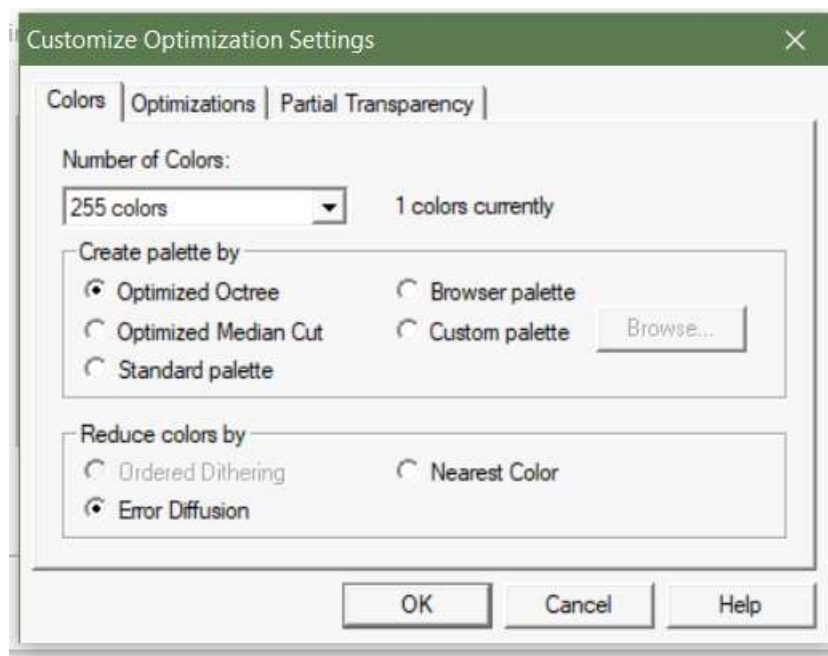 Customize Optimization Settings
Colors
Optimizations
Partial Transparency
Number of Colors:
255 colors
1 colors currently
Create palette by
Optimized Octree
Browser palette
Optimized Median Cut
Custom palette
Browse...
Standard palette
Reduce colors by
Ordered Dithering
Nearest Color
Error Diffusion
OK
Cancel
Help